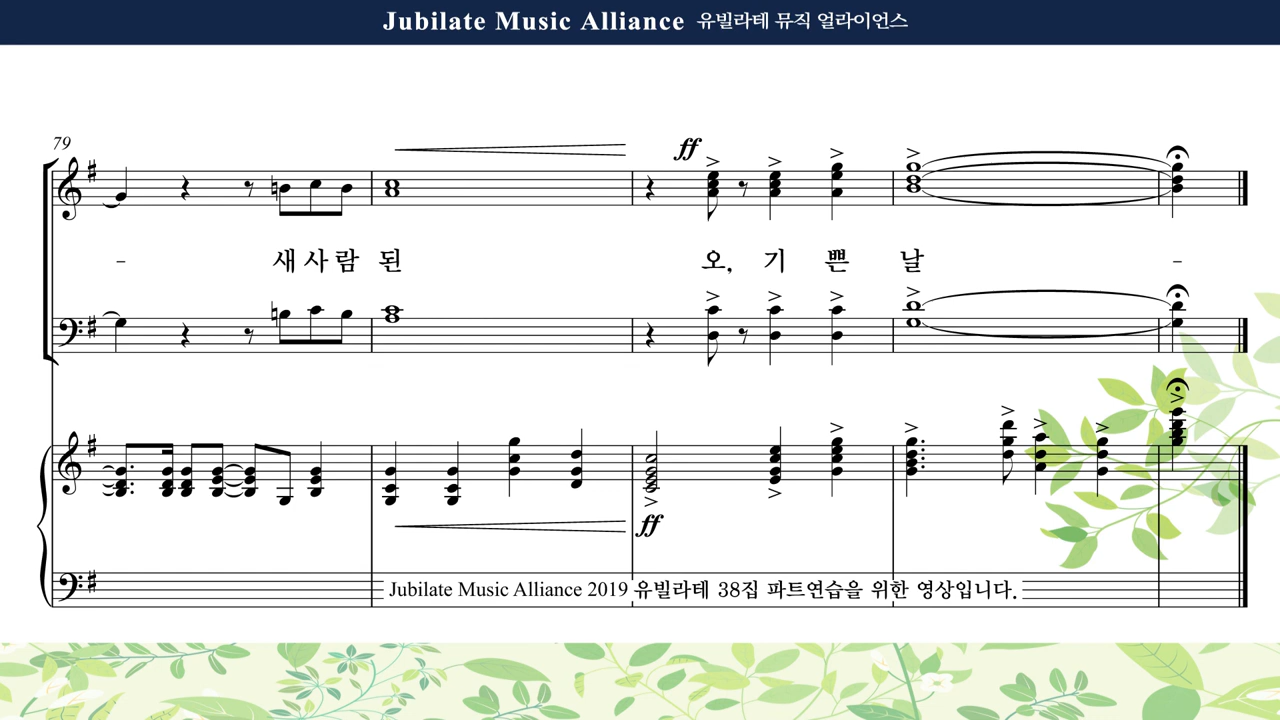 Jubilate Music Alliance 유빌라테 뮤직 얼라이언스
79
ff
- 새 사 람 된 오, 기 쁜 날 -
ff
Jubilate Music Alliance 2019 유빌라테 38집 파트연습을 위한 영상입니다.